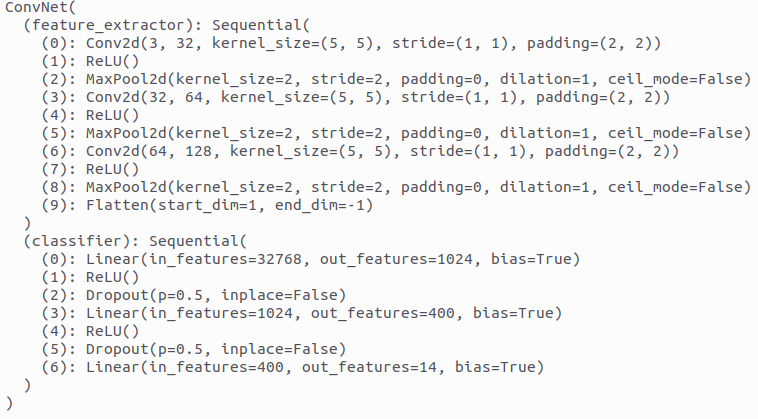 ConvNet(
  (feature_extractor): Sequential(
    (0): Conv2d(3, 32, kernel_size=(5, 5), stride=(1, 1), padding=(2, 2))
    (1): ReLU()
    (2): MaxPool2d(kernel_size=2, stride=2, padding=0, dilation=1, ceil_mode=False)
    (3): Conv2d(32, 64, kernel_size=(5, 5), stride=(1, 1), padding=(2, 2))
    (4): ReLU()
    (5): MaxPool2d(kernel_size=2, stride=2, padding=0, dilation=1, ceil_mode=False)
    (6): Conv2d(64, 128, kernel_size=(5, 5), stride=(1, 1), padding=(2, 2))
    (7): ReLU()
    (8): MaxPool2d(kernel_size=2, stride=2, padding=0, dilation=1, ceil_mode=False)
    (9): Flatten(start_dim=1, end_dim=-1)
  )
  (classifier): Sequential(
    (0): Linear(in_features=32768, out_features=1024, bias=True)
    (1): ReLU()
    (2): Dropout(p=0.5, inplace=False)
    (3): Linear(in_features=1024, out_features=400, bias=True)
    (4): ReLU()
    (5): Dropout(p=0.5, inplace=False)
    (6): Linear(in_features=400, out_features=14, bias=True)
  )
)